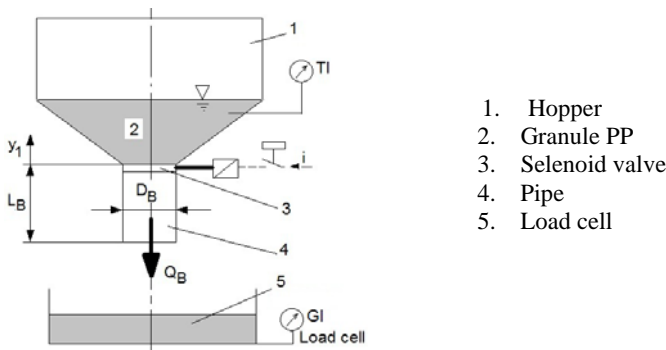 1
TI
2
y1
i
LB
DB
3
4
QB
5
GI
Load cell
1. Hopper
2. Granule PP
3. Selenoid valve
4. Pipe
5. Load cell